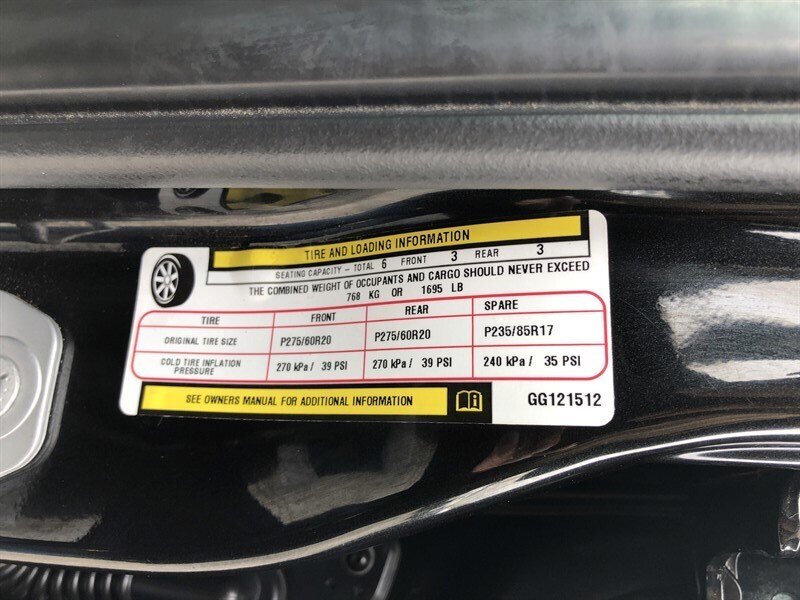 TIRE AND LOADING INFORMATION
SEATING CAPACITY - TOTAL 6 FRONT 3 REAR 3
THE COMBINED WEIGHT OF OCCUPANTS AND CARGO SHOULD NEVER EXCEED
768 KG OR 1695 LB
TIRE FRONT REAR SPARE
ORIGINAL TIRE SIZE P275/60R20 P275/60R20 P235/85R17
COLD TIRE INFLATION PRESSURE 270 kPa / 39 PSI 270 kPa / 39 PSI 240 kPa / 35 PSI
SEE OWNERS MANUAL FOR ADDITIONAL INFORMATION GG121512